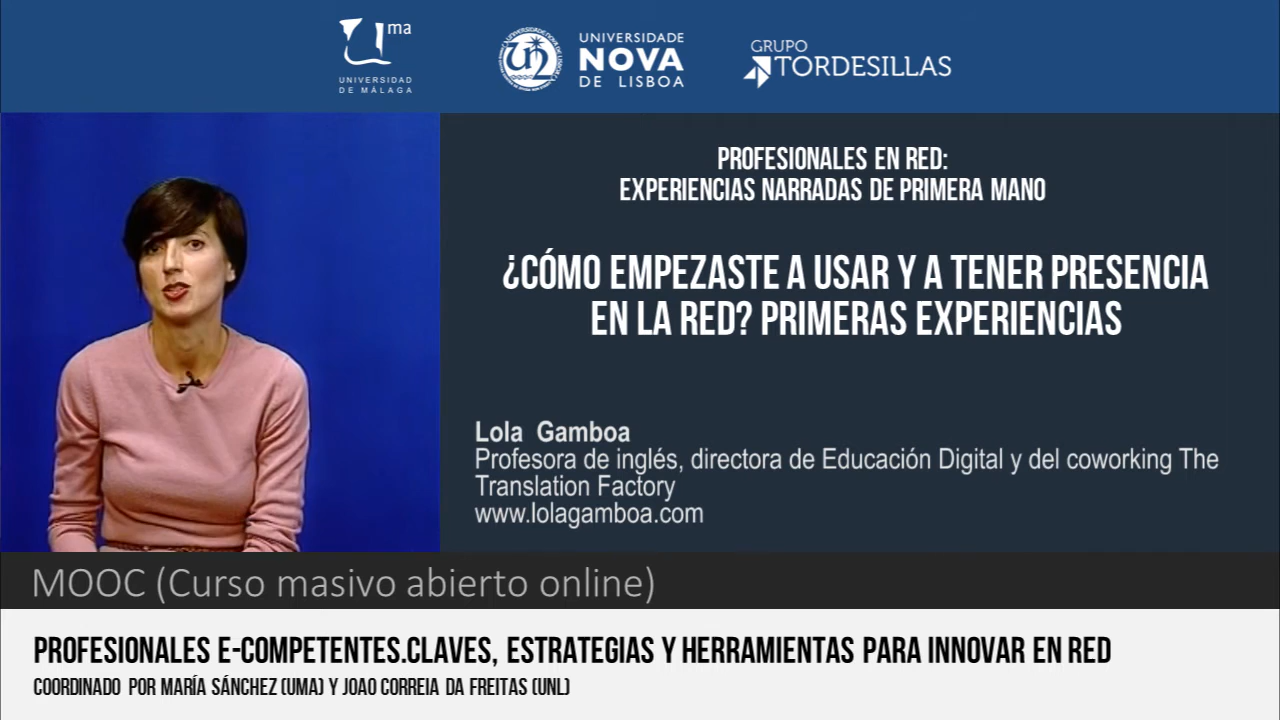 uma
UNIVERSIDAD
DE MÁLAGA
UNIVERSIDADE
NOVA
DE LISBOA
GRUPO
TORDESILLAS
PROFESIONALES EN RED:
EXPERIENCIAS NARRADAS DE PRIMERA MANO
¿CÓMO EMPEZASTE A USAR Y A TENER PRESENCIA
EN LA RED? PRIMERAS EXPERIENCIAS
Lola Gamboa
Profesora de inglés, directora de Educación Digital y del coworking The
Translation Factory
www.lolagamboa.com
MOOC (Curso masivo abierto online)
PROFESIONALES E-COMPETENTES.CLAVES, ESTRATEGIAS Y HERRAMIENTAS PARA INNOVAR EN RED
COORDINADO POR MARÍA SÁNCHEZ (UMA) Y JOAO CORREIA DA FREITAS (UNL)